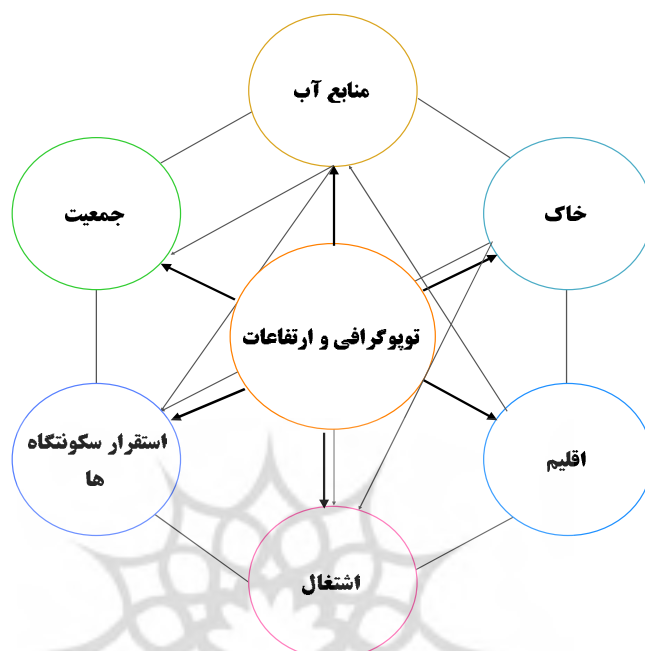 منابع آب
جمعیت
خاک
توپوگرافی و ارتفاعات
استقرار سکونتگاه
ها
اقلیم
اشتغال